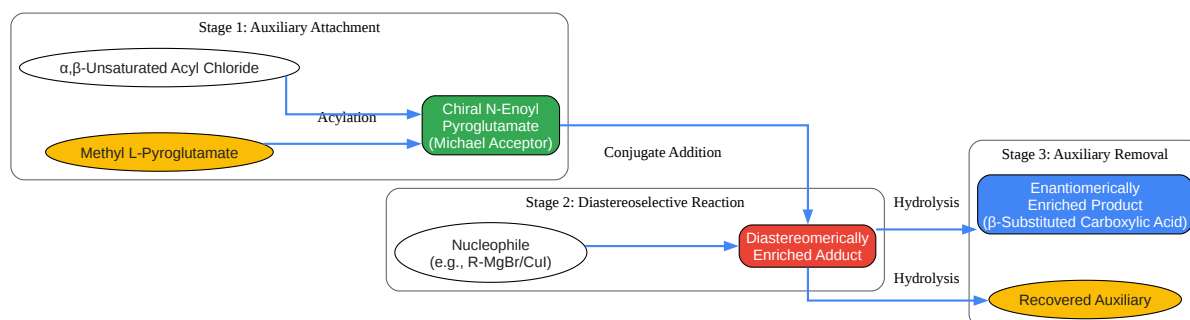 Stage 1: Auxiliary Attachment
α,β-Unsaturated Acyl Chloride
Acylation
Methyl L-Pyroglutamate
Chiral N-Enoyl
Pyroglutamate
(Michael Acceptor)
Conjugate Addition
Stage 2: Diastereoselective Reaction
Nucleophile
(e.g., R-MgBr/CuI)
Diastereomerically
Enriched Adduct
Hydrolysis
Hydrolysis
Stage 3: Auxiliary Removal
Enantiomerically
Enriched Product
(β-Substituted Carboxylic Acid)
Recovered Auxiliary